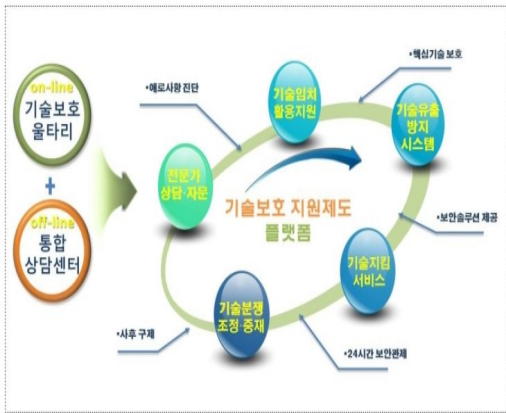 on-line
기술보호
울타리
+
off-line
통합
상담센터
•애로사항 진단
기술임치
활용지원
•핵심기술 보호
기술유출
방지
시스템
전문가
상담·자문
기술보호 지원제도
플랫폼
•보안솔루션 제공
기술지킴
서비스
기술분쟁
조정·중재
•사후 구제
•24시간 보안관제